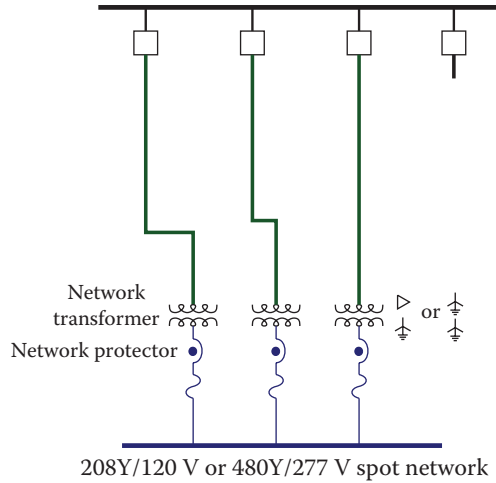 Network
transformer
or
Network protector
208Y/120 V or 480Y/277 V spot network